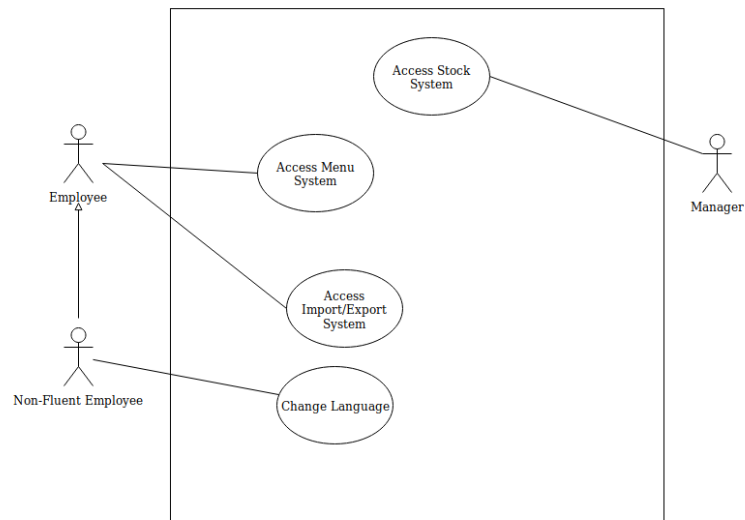 Access Stock
System
Access Menu
System
Employee
Manager
Access
Import/Export
System
Non-Fluent Employee
Change Language